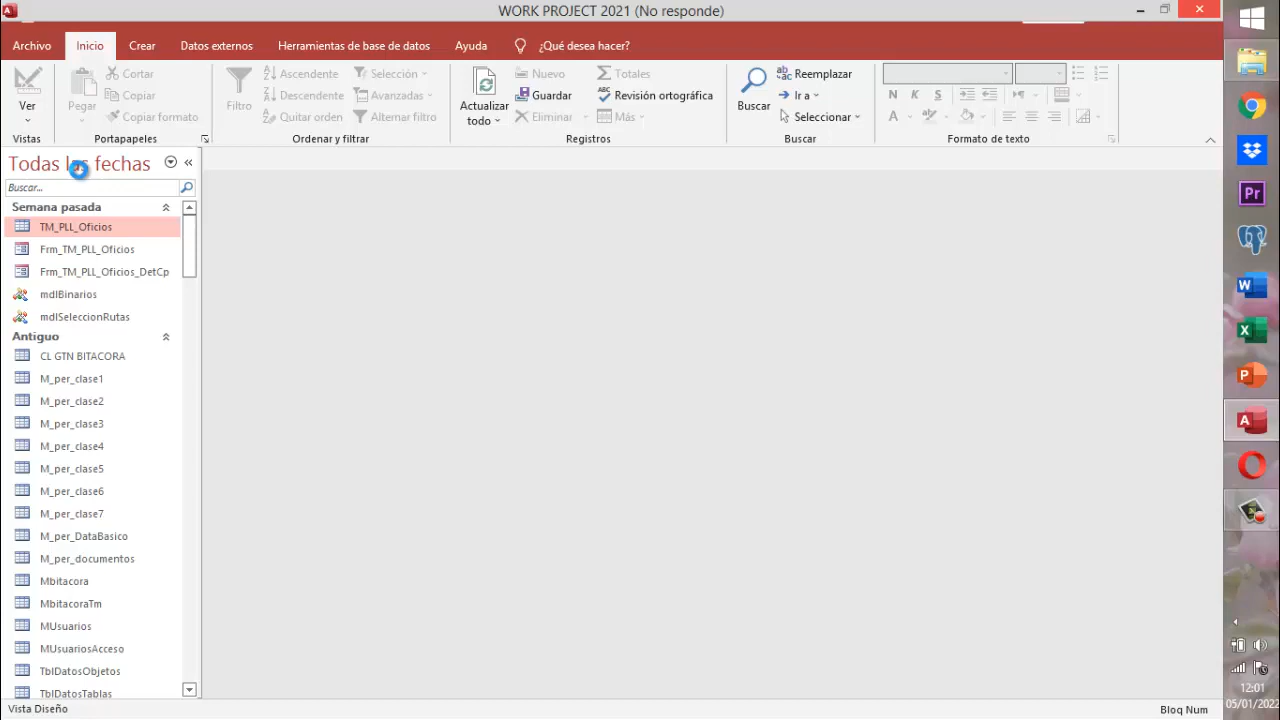 WORK PROJECT 2021 (No responde)
Archivo Inicio Crear Datos externos Herramientas de base de datos Ayuda ¿Qué desea hacer?
Ver
Vistas
Pegar
Cortar
Copiar
Copiar formato
Portapapeles
Filtro
Ascendente
Descendente
Quitar orden
Selección
Avanzadas
Alternar filtro
Ordenar y filtrar
Actualizar
todo
Nuevo
Guardar
Eliminar
Totales
Revisión ortográfica
Más
Registros
Buscar
Reemplazar
Ir a
Seleccionar
Buscar
N K S
A
Formato de texto
Todas las fechas
Buscar...
Semana pasada
TM_PLL_Oficios
Frm_TM_PLL_Oficios
Frm_TM_PLL_Oficios_DetCp
mdlBinarios
mdlSeleccionRutas
Antiguo
CL GTN BITACORA
M_per_clase1
M_per_clase2
M_per_clase3
M_per_clase4
M_per_clase5
M_per_clase6
M_per_clase7
M_per_DataBasico
M_per_documentos
Mbitacora
MbitacoraTm
MUsuarios
MUsuariosAcceso
TblDatosObjetos
TblDatosTablas
Vista Diseño
Bloq Num
12:01
05/01/2022